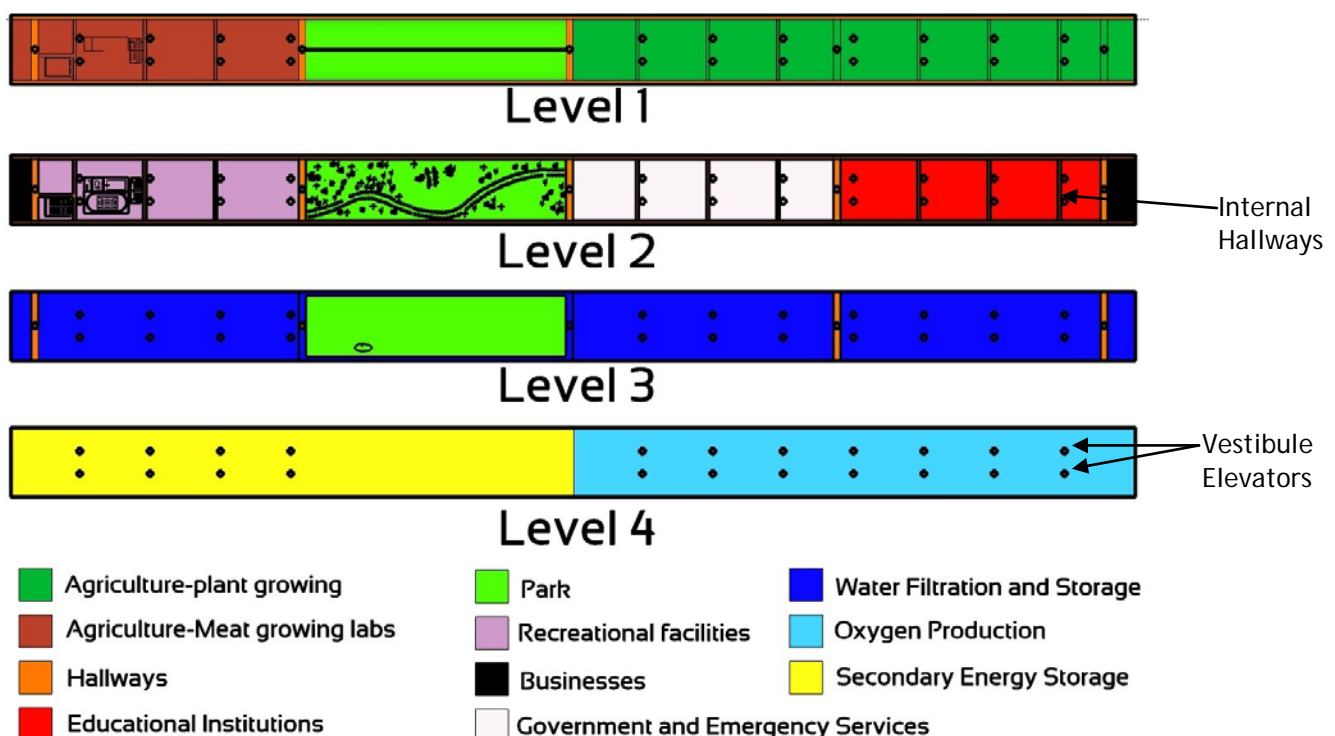 Level 1
Level 2
Internal
Hallways
Level 3
Vestibule
Elevators
Level 4
Agriculture-plant growing
Park
Water Filtration and Storage
Agriculture-Meat growing labs
Recreational facilities
Oxygen Production
Hallways
Businesses
Secondary Energy Storage
Educational Institutions
Government and Emergency Services